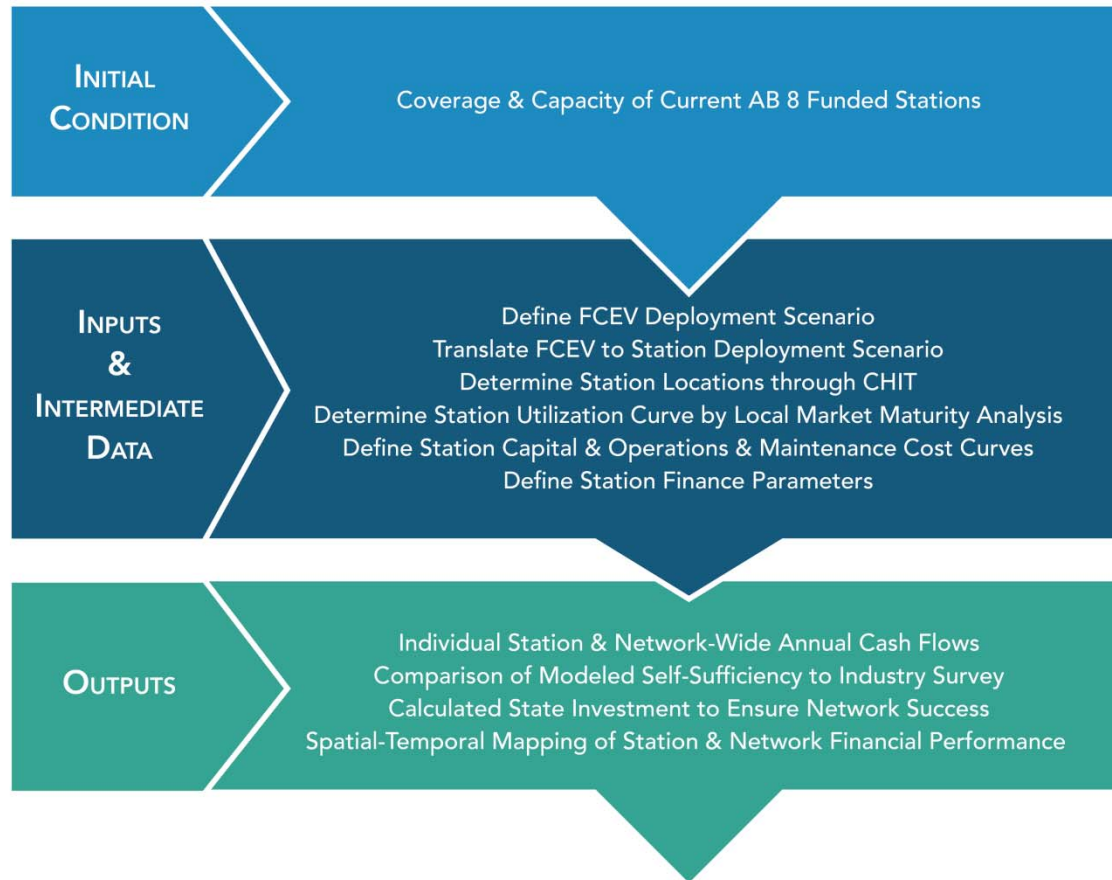 INITIAL
CONDITION
Coverage & Capacity of Current AB 8 Funded Stations
INPUTS
&
INTERMEDIATE
DATA
Define FCEV Deployment Scenario
Translate FCEV to Station Deployment Scenario
Determine Station Locations through CHIT
Determine Station Utilization Curve by Local Market Maturity Analysis
Define Station Capital & Operations & Maintenance Cost Curves
Define Station Finance Parameters
OUTPUTS
Individual Station & Network-Wide Annual Cash Flows
Comparison of Modeled Self-Sufficiency to Industry Survey
Calculated State Investment to Ensure Network Success
Spatial-Temporal Mapping of Station & Network Financial Performance